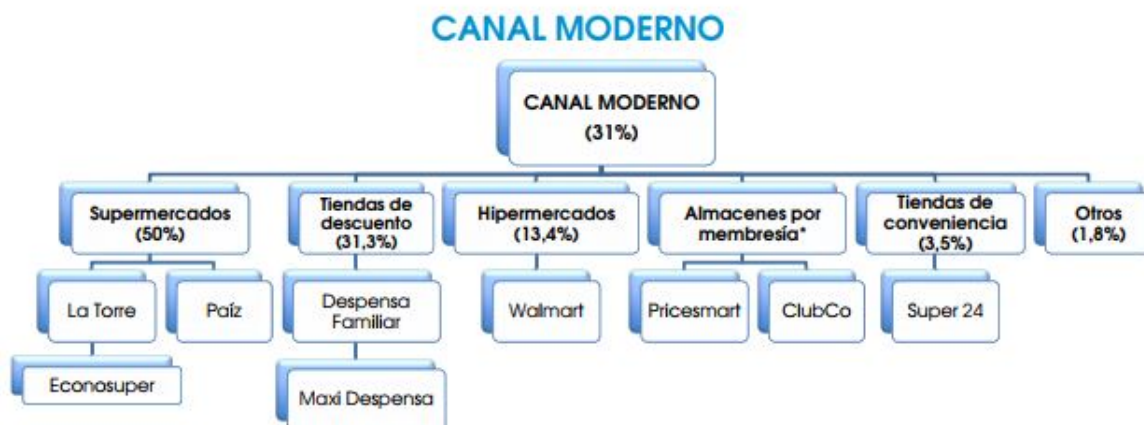 CANAL MODERNO
CANAL MODERNO
(31%)
Supermercados
(50%)
Tiendas de
descuento
(31,3%)
Hipermercados
(13,4%)
Almacenes por
membresía*
Tiendas de
conveniencia
(3,5%)
Otros
(1,8%)
La Torre
Paíz
Despensa
Familiar
Walmart
Pricesmart
ClubCo
Super 24
Econosuper
Maxi Despensa